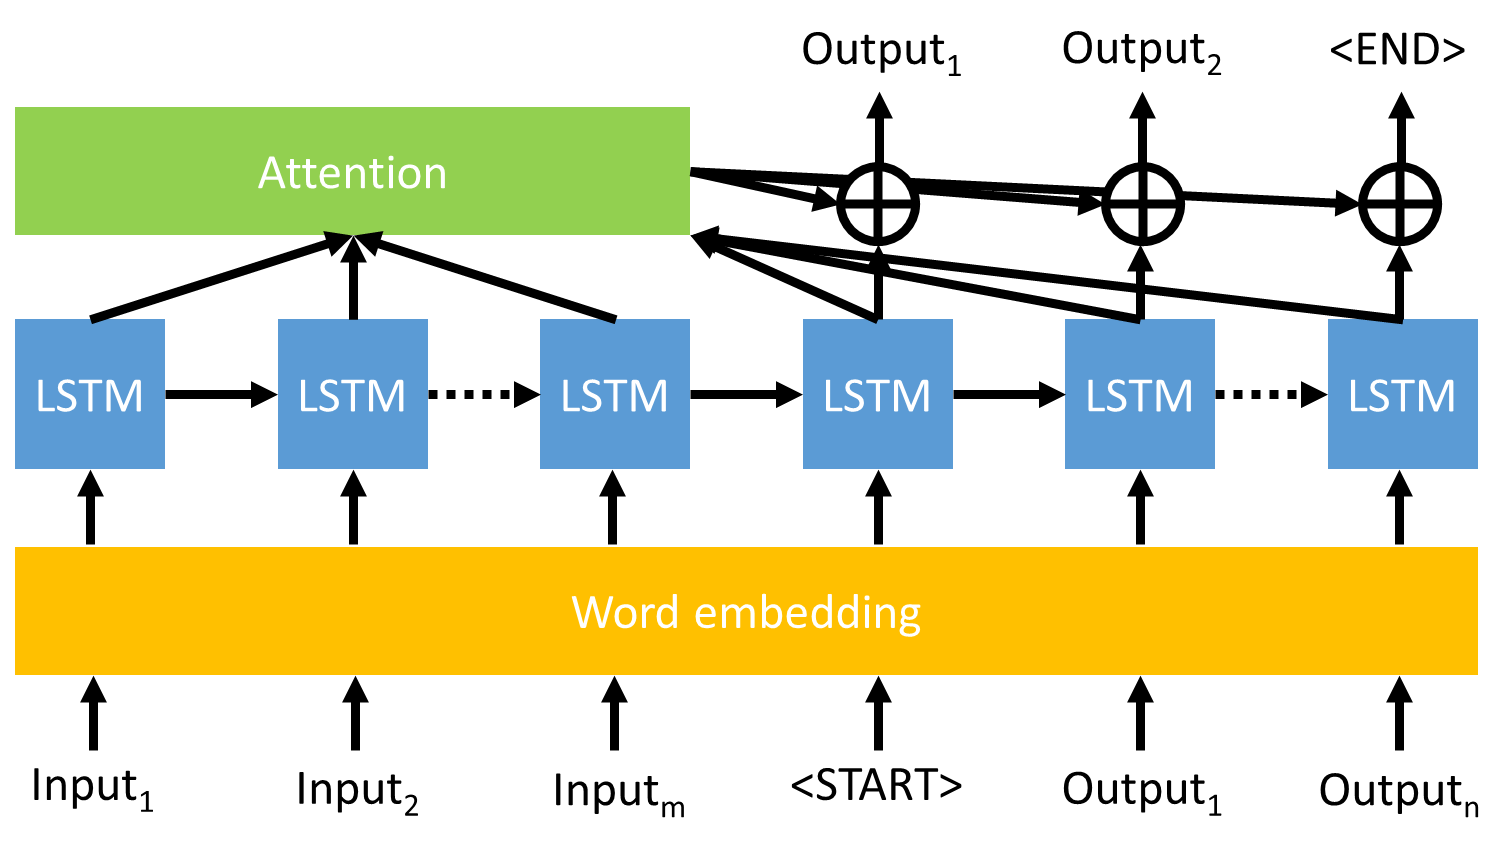 Output₁ Output₂ <END>
Attention
LSTM LSTM LSTM LSTM LSTM LSTM
Word embedding
Input₁ Input₂ Inputₘ <START> Output₁ Outputₙ